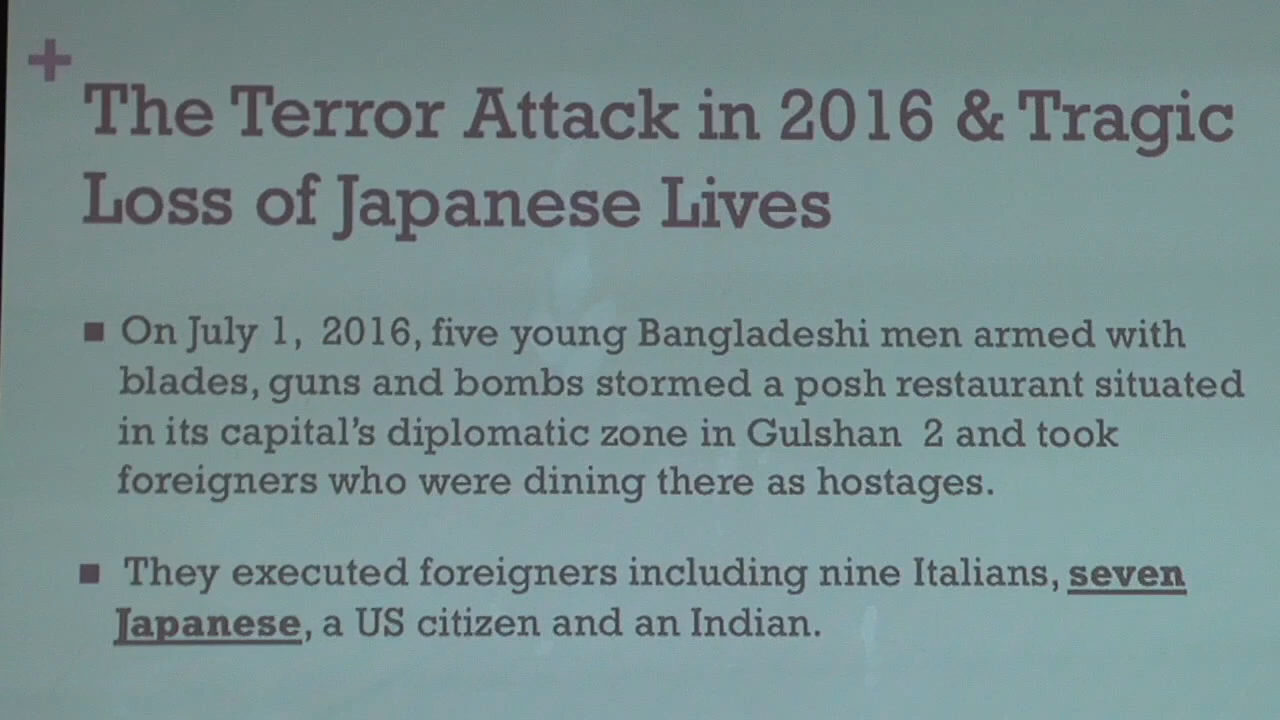 +
The Terror Attack in 2016 & Tragic
Loss of Japanese Lives
■ On July 1, 2016, five young Bangladeshi men armed with
blades, guns and bombs stormed a posh restaurant situated
in its capital's diplomatic zone in Gulshan 2 and took
foreigners who were dining there as hostages.
■ They executed foreigners including nine Italians, seven
Japanese, a US citizen and an Indian.